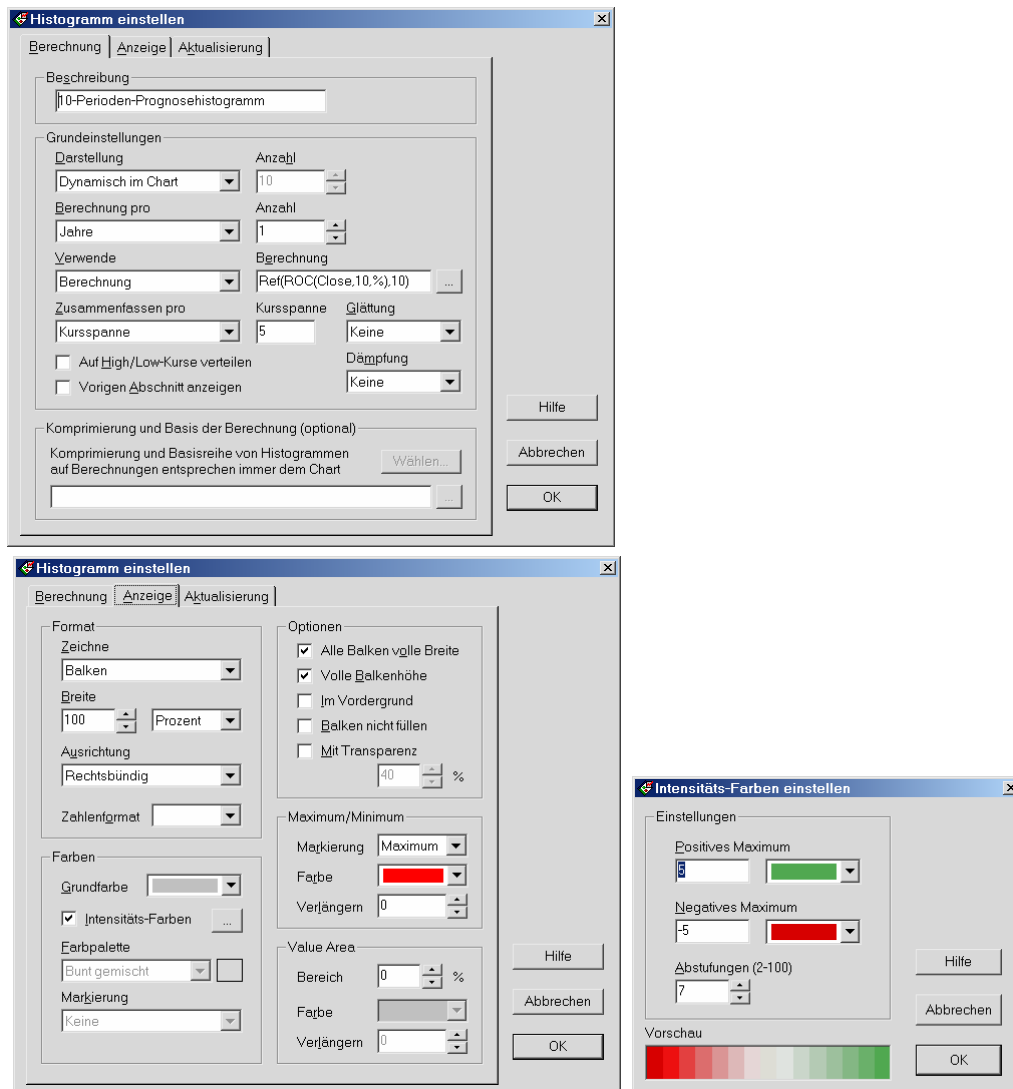 Histogramm einstellen
Berechnung Anzeige Aktualisierung
Beschreibung
10-Perioden-Prognosehistogramm
Grundeinstellungen
Darstellung Anzahl
Dynamisch im Chart 10
Berechnung pro Anzahl
Jahre 1
Verwende Berechnung
Berechnung Ref(ROC(Close,10,%),10) ...
Zusammenfassen pro Kursspanne Glättung
Kursspanne 5 Keine
Auf High/Low-Kurse verteilen Dämpfung
Vorigen Abschnitt anzeigen Keine
Hilfe
Komprimierung und Basis der Berechnung (optional)
Komprimierung und Basisreihe von Histogrammen Wählen... Abbrechen
auf Berechnungen entsprechen immer dem Chart
... OK
Histogramm einstellen
Berechnung Anzeige Aktualisierung
Format
Zeichne
Balken
Breite
100 Prozent
Ausrichtung
Rechtsbündig
Zahlenformat
Farben
Grundfarbe
Intensitäts-Farben ...
Farbpalette
Bunt gemischt
Markierung
Keine
Optionen
Alle Balken volle Breite
Volle Balkenhöhe
Im Vordergrund
Balken nicht füllen
Mit Transparenz
40 %
Maximum/Minimum
Markierung Maximum
Farbe
Verlängern 0
Value Area
Bereich 0 %
Farbe
Verlängern 0
Hilfe
Abbrechen
OK
Intensitäts-Farben einstellen
Einstellungen
Positives Maximum
5
Negatives Maximum
-5
Abstufungen (2-100)
7
Vorschau
Hilfe
Abbrechen
OK